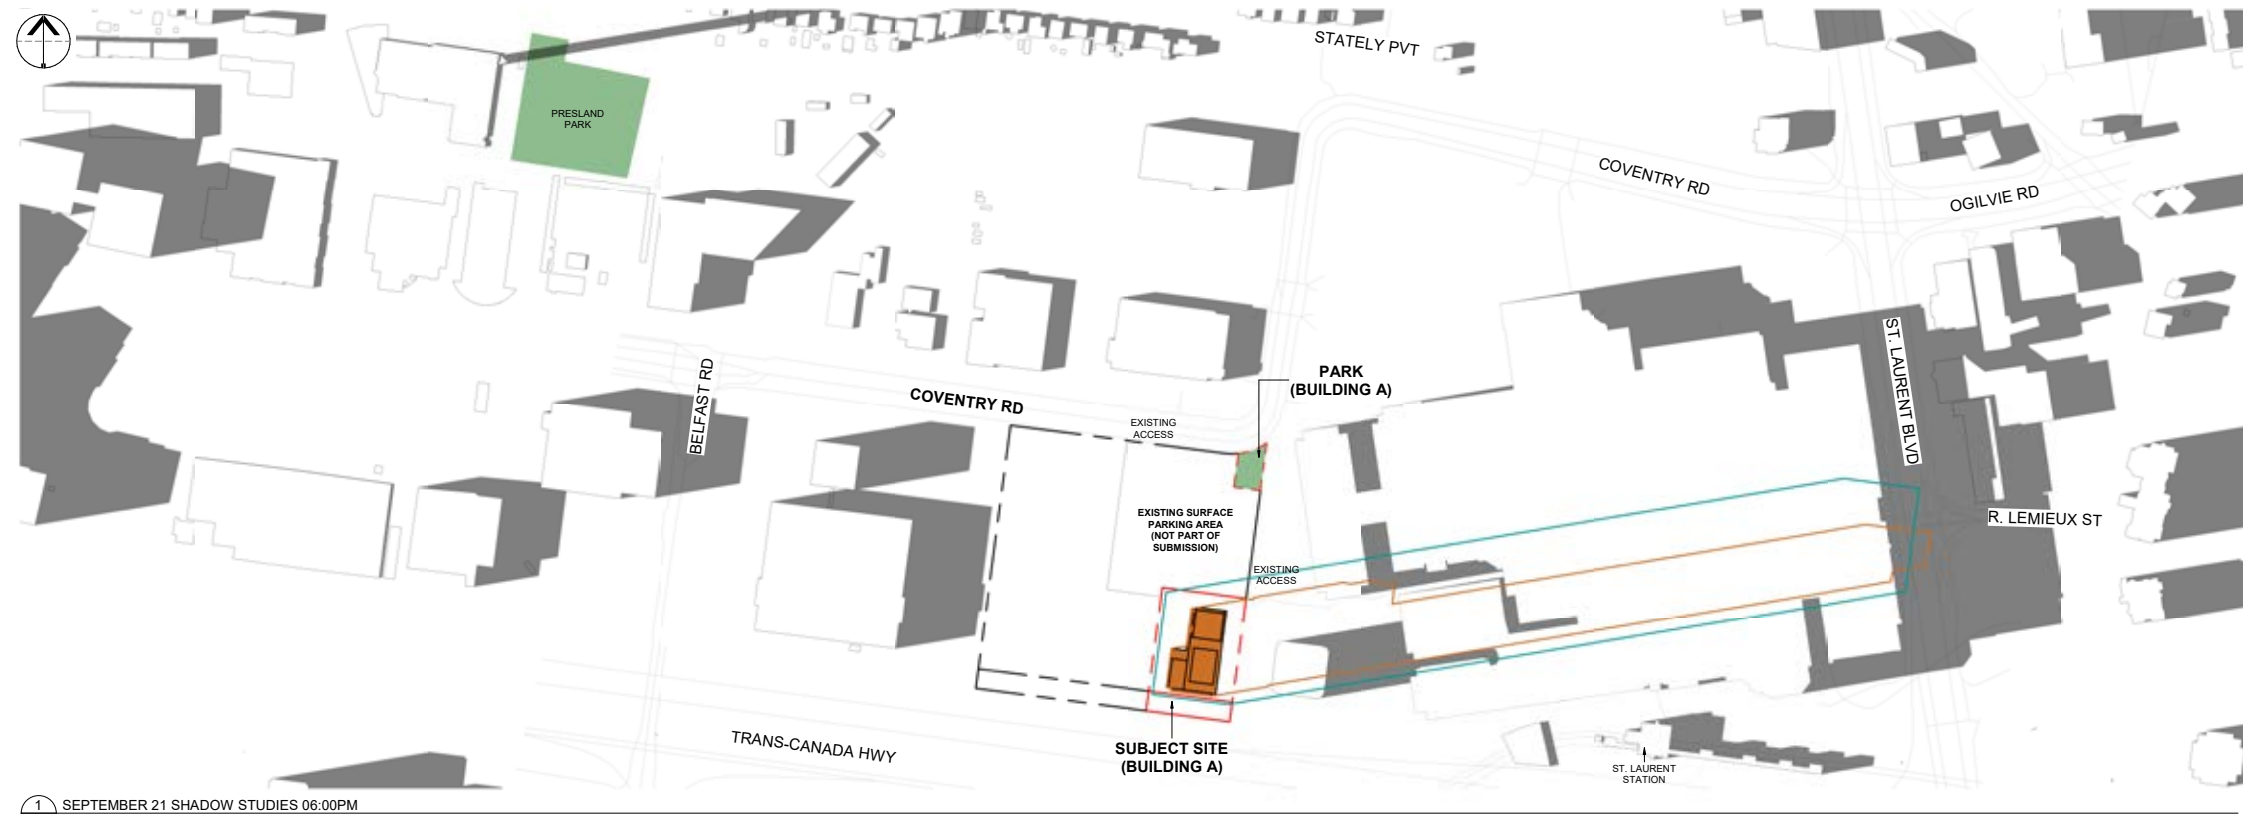 STATELY PVT
PRESLAND
PARK
COVENTRY RD
OGILVIE RD
ST. LAURENT BLVD
BELFAST RD
PARK
(BUILDING A)
COVENTRY RD
EXISTING
ACCESS
EXISTING SURFACE
PARKING AREA
(NOT PART OF
SUBMISSION)
R. LEMIEUX ST
EXISTING
ACCESS
TRANS-CANADA HWY
SUBJECT SITE
(BUILDING A)
ST. LAURENT
STATION
1 SEPTEMBER 21 SHADOW STUDIES 06:00PM